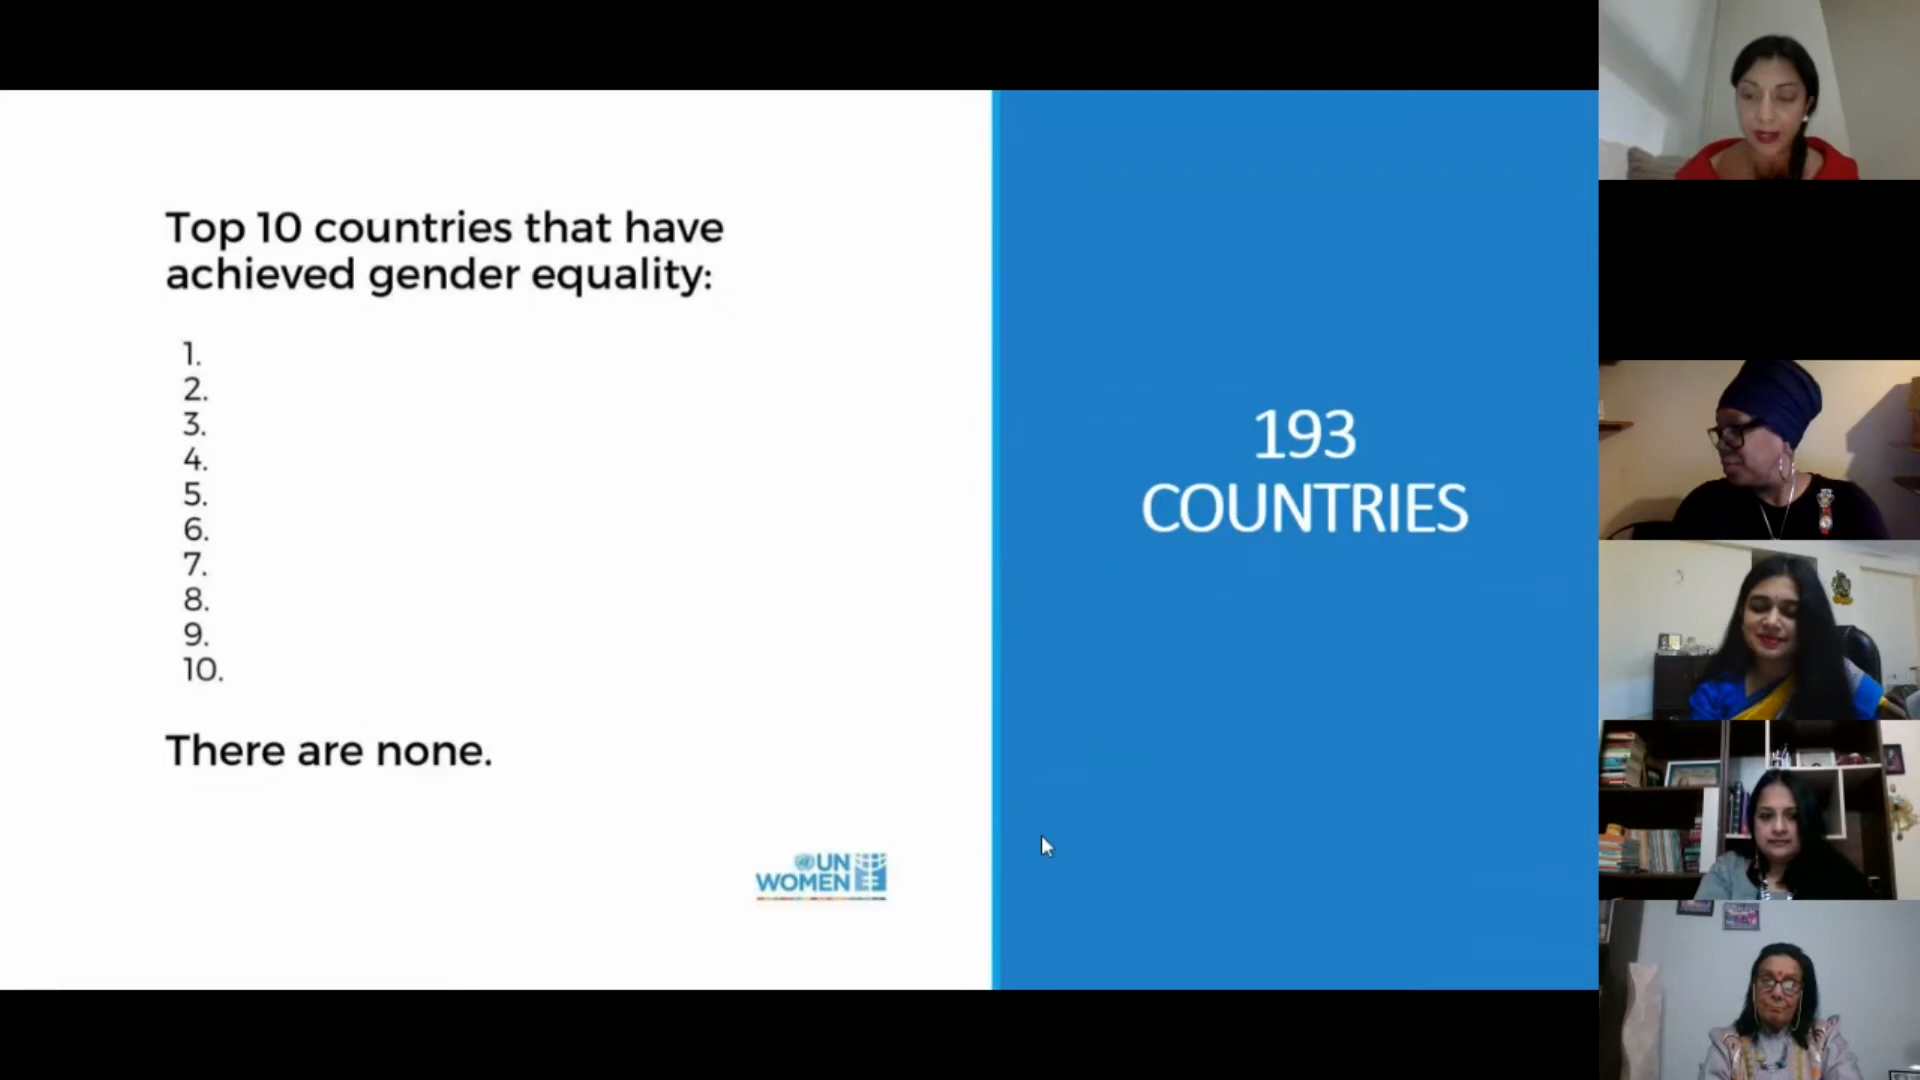 Top 10 countries that have
achieved gender equality:
1.
2.
3.
4.
5.
6.
7.
8.
9.
10.
There are none.
UN
WOMEN
193
COUNTRIES